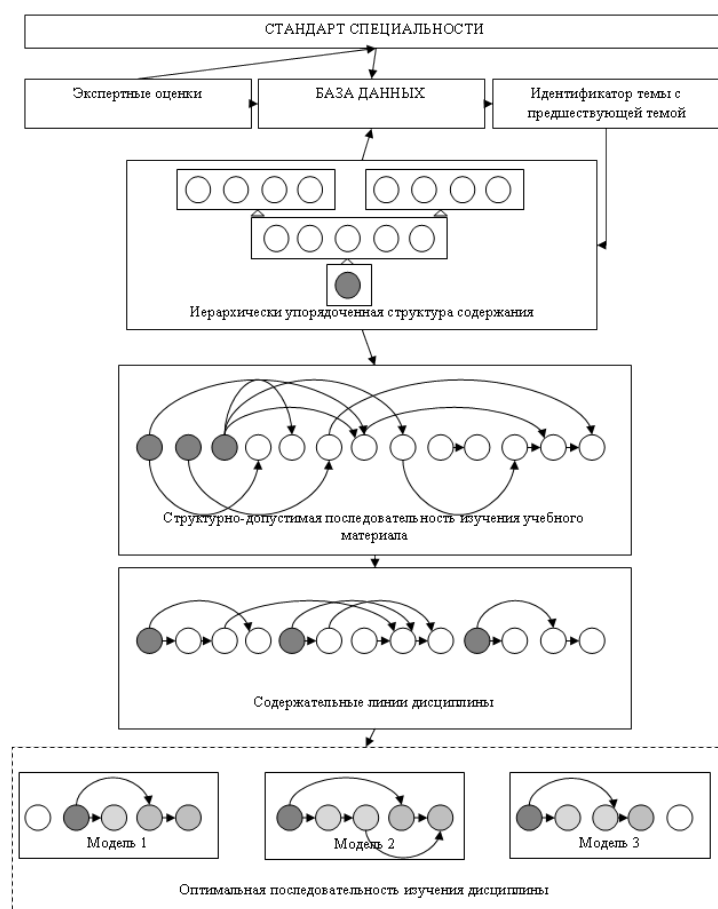 СТАНДАРТ СПЕЦИАЛЬНОСТИ
Экспертные оценки
БАЗА ДАННЫХ
Идентификатор темы с
предшествующей темой
Иерархически упорядоченная структура содержания
Структурно-допустимая последовательность изучения учебного
материала
Содержательные линии дисциплины
Модель 1
Модель 2
Модель 3
Оптимальная последовательность изучения дисциплины